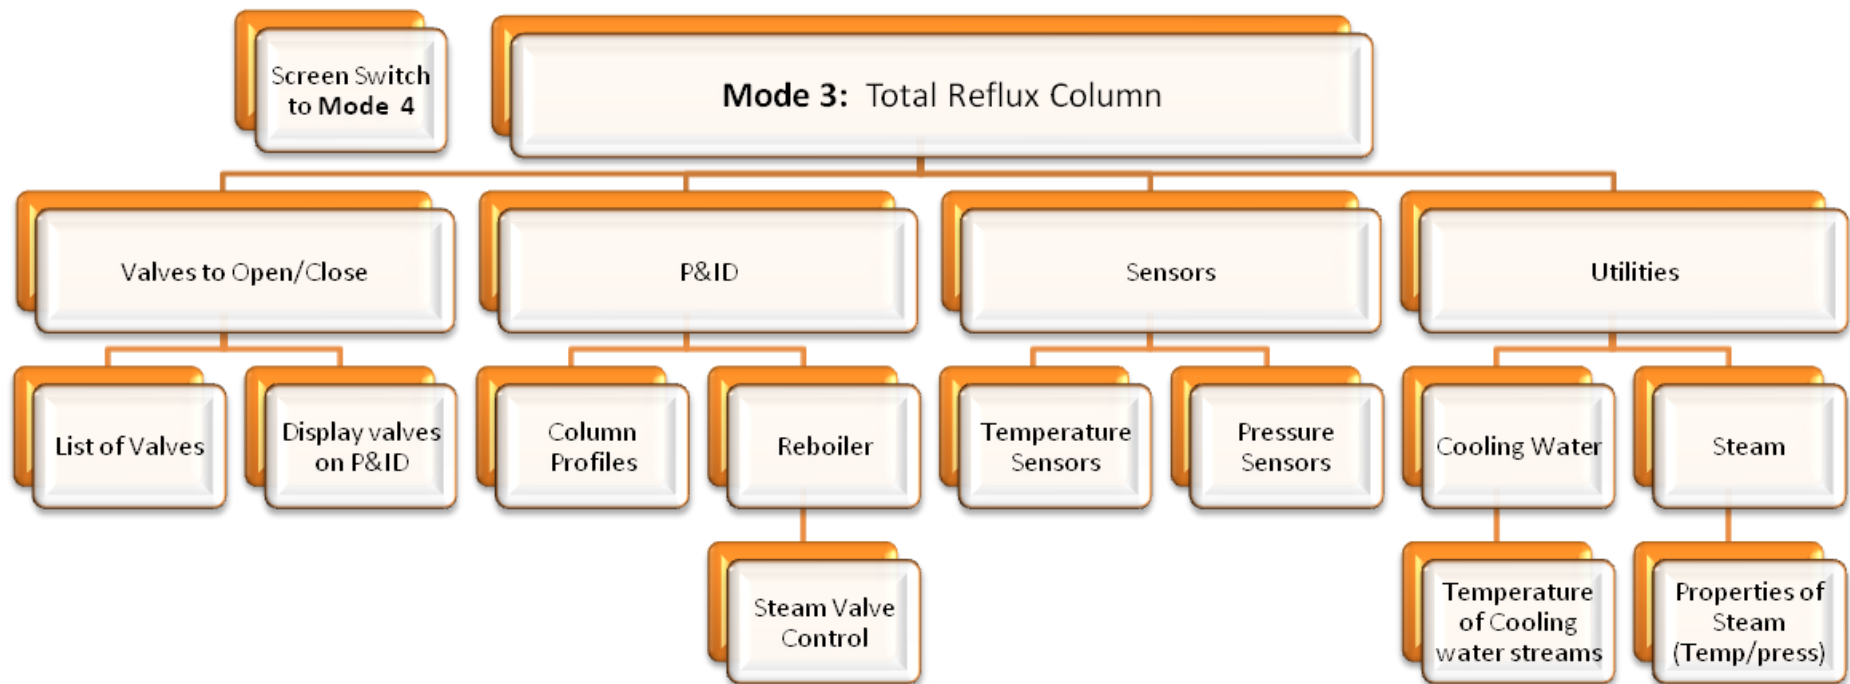 Screen Switch
to Mode 4
Mode 3: Total Reflux Column
Valves to Open/Close
P&ID
Sensors
Utilities
List of Valves
Display valves
on P&ID
Column
Profiles
Reboiler
Temperature
Sensors
Pressure
Sensors
Cooling Water
Steam
Steam Valve
Control
Temperature
of Cooling
water streams
Properties of
Steam
(Temp/press)